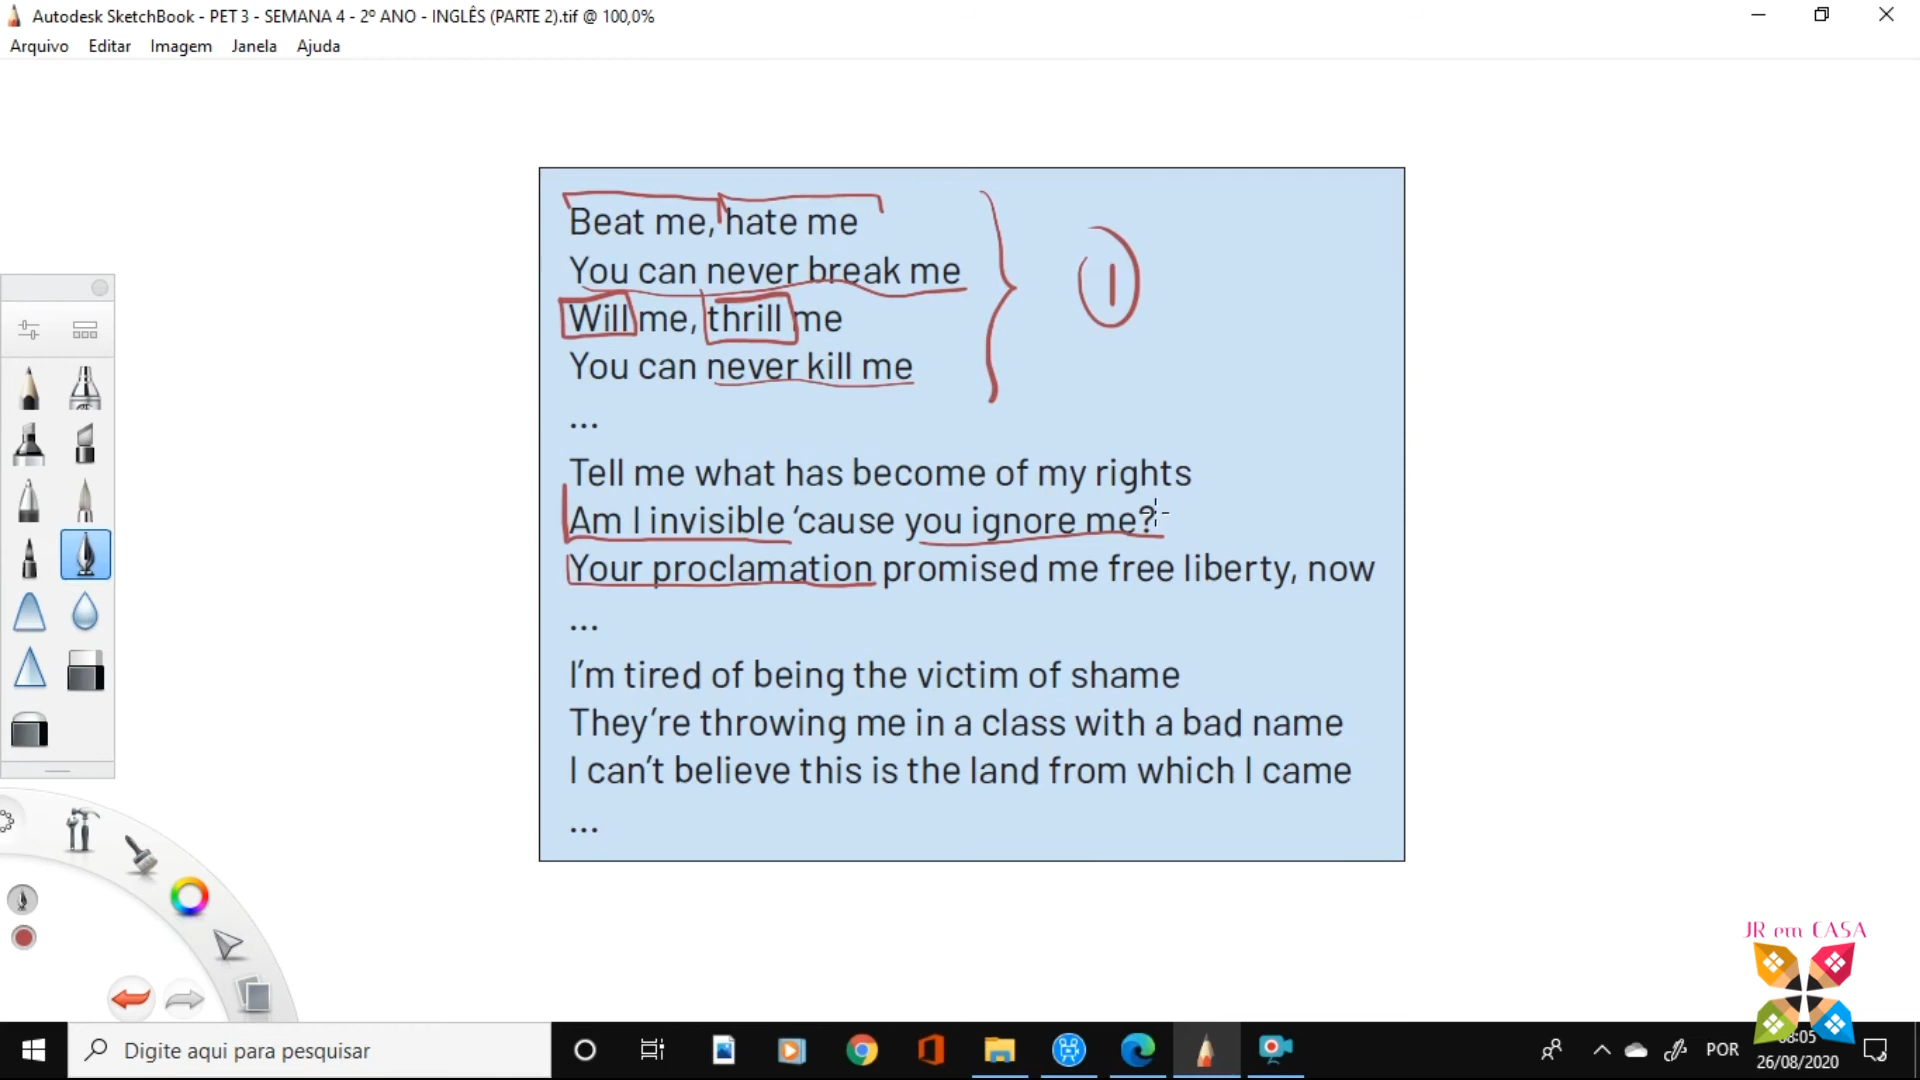 Autodesk SketchBook - PET 3 - SEMANA 4 - 2º ANO - INGLÊS (PARTE 2).tif @ 100,0%
Arquivo Editar Imagem Janela Ajuda
Beat me, hate me
You can never break me
Will me, thrill me
You can never kill me
...
1
Tell me what has become of my rights
Am I invisible ‘cause you ignore me?
Your proclamation promised me free liberty, now
...
I’m tired of being the victim of shame
They’re throwing me in a class with a bad name
I can’t believe this is the land from which I came
...
JR em CASA
Digite aqui para pesquisar
POR
:05
26/08/2020